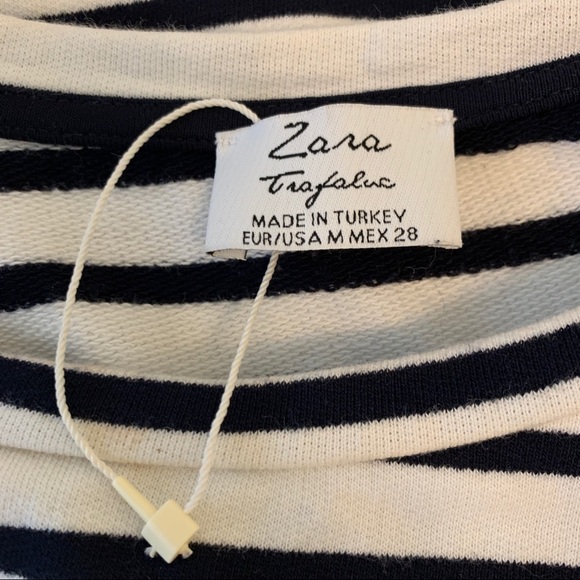 Zara
Trafaluc
MADE IN TURKEY
EUR/USA M MEX 28